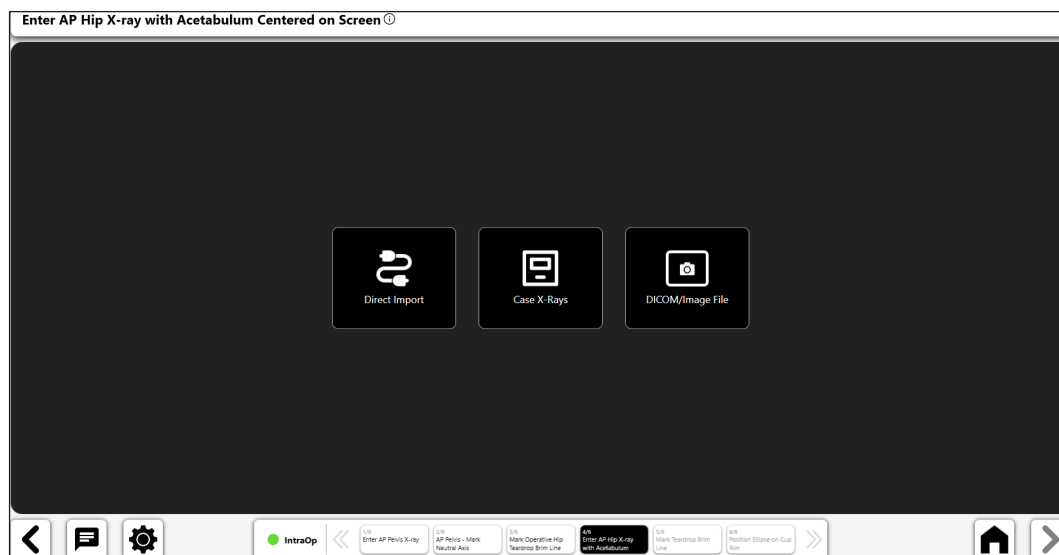 Enter AP Hip X-ray with Acetabulum Centered on Screen
Direct Import
Case X-Rays
DICOM/Image File
IntraOp
1/6
Enter AP Pelvis X-ray
2/6
AP Pelvis - Mark
Neutral Axis
3/6
Mark Operative Hip
Teardrop Brim Line
4/6
Enter AP Hip X-ray
with Acetabulum
5/6
Mark Teardrop Brim
Line
6/6
Position Ellipse on Cup
Rim